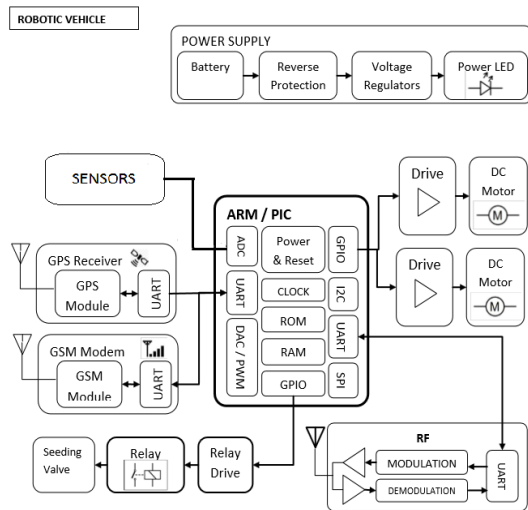 ROBOTIC VEHICLE
POWER SUPPLY
Battery
Reverse
Protection
Voltage
Regulators
Power LED
SENSORS
ARM / PIC
ADC
Power
& Reset
GPIO
UART
CLOCK
I2C
ROM
UART
DAC / PWM
RAM
GPIO
SPI
Drive
DC
Motor
M
Drive
DC
Motor
M
GPS Receiver
GPS
Module
UART
GSM Modem
GSM
Module
UART
Seeding
Valve
Relay
Relay
Drive
RF
MODULATION
DEMODULATION
UART